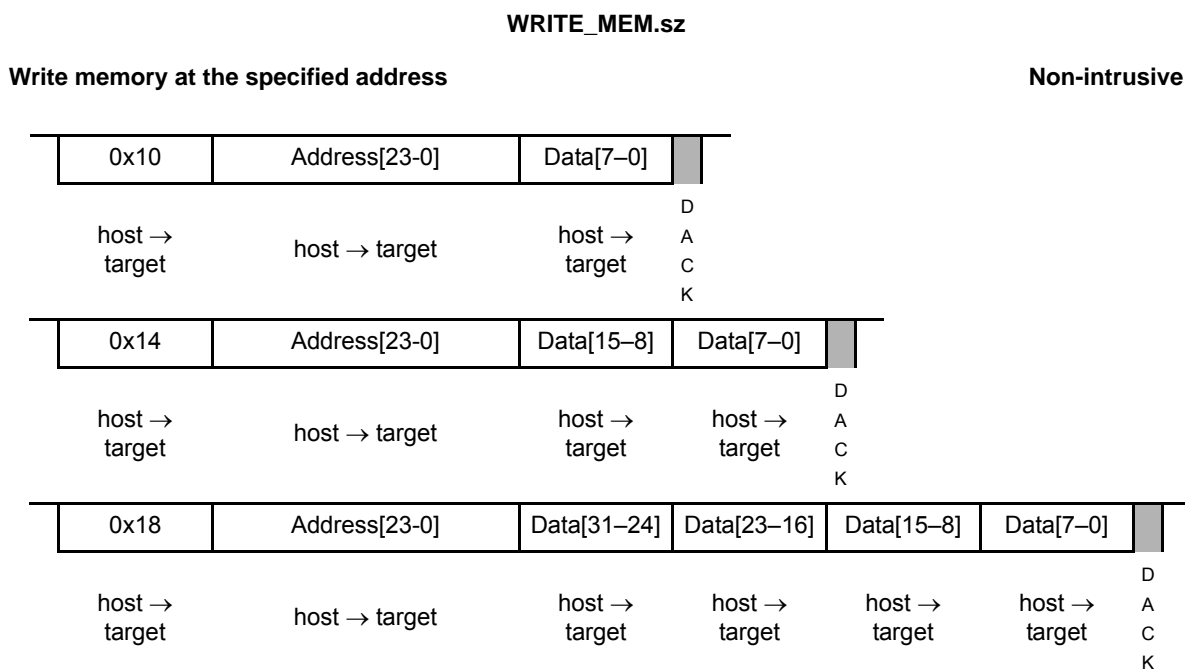 WRITE_MEM.sz
Write memory at the specified address Non-intrusive
0x10 Address[23-0] Data[7–0]
D
A
C
K
host →
target
host → target
host →
target
0x14 Address[23-0] Data[15–8] Data[7–0]
D
A
C
K
host →
target
host → target
host →
target
host →
target
0x18 Address[23-0] Data[31–24] Data[23–16] Data[15–8] Data[7–0]
D
A
C
K
host →
target
host → target
host →
target
host →
target
host →
target
host →
target